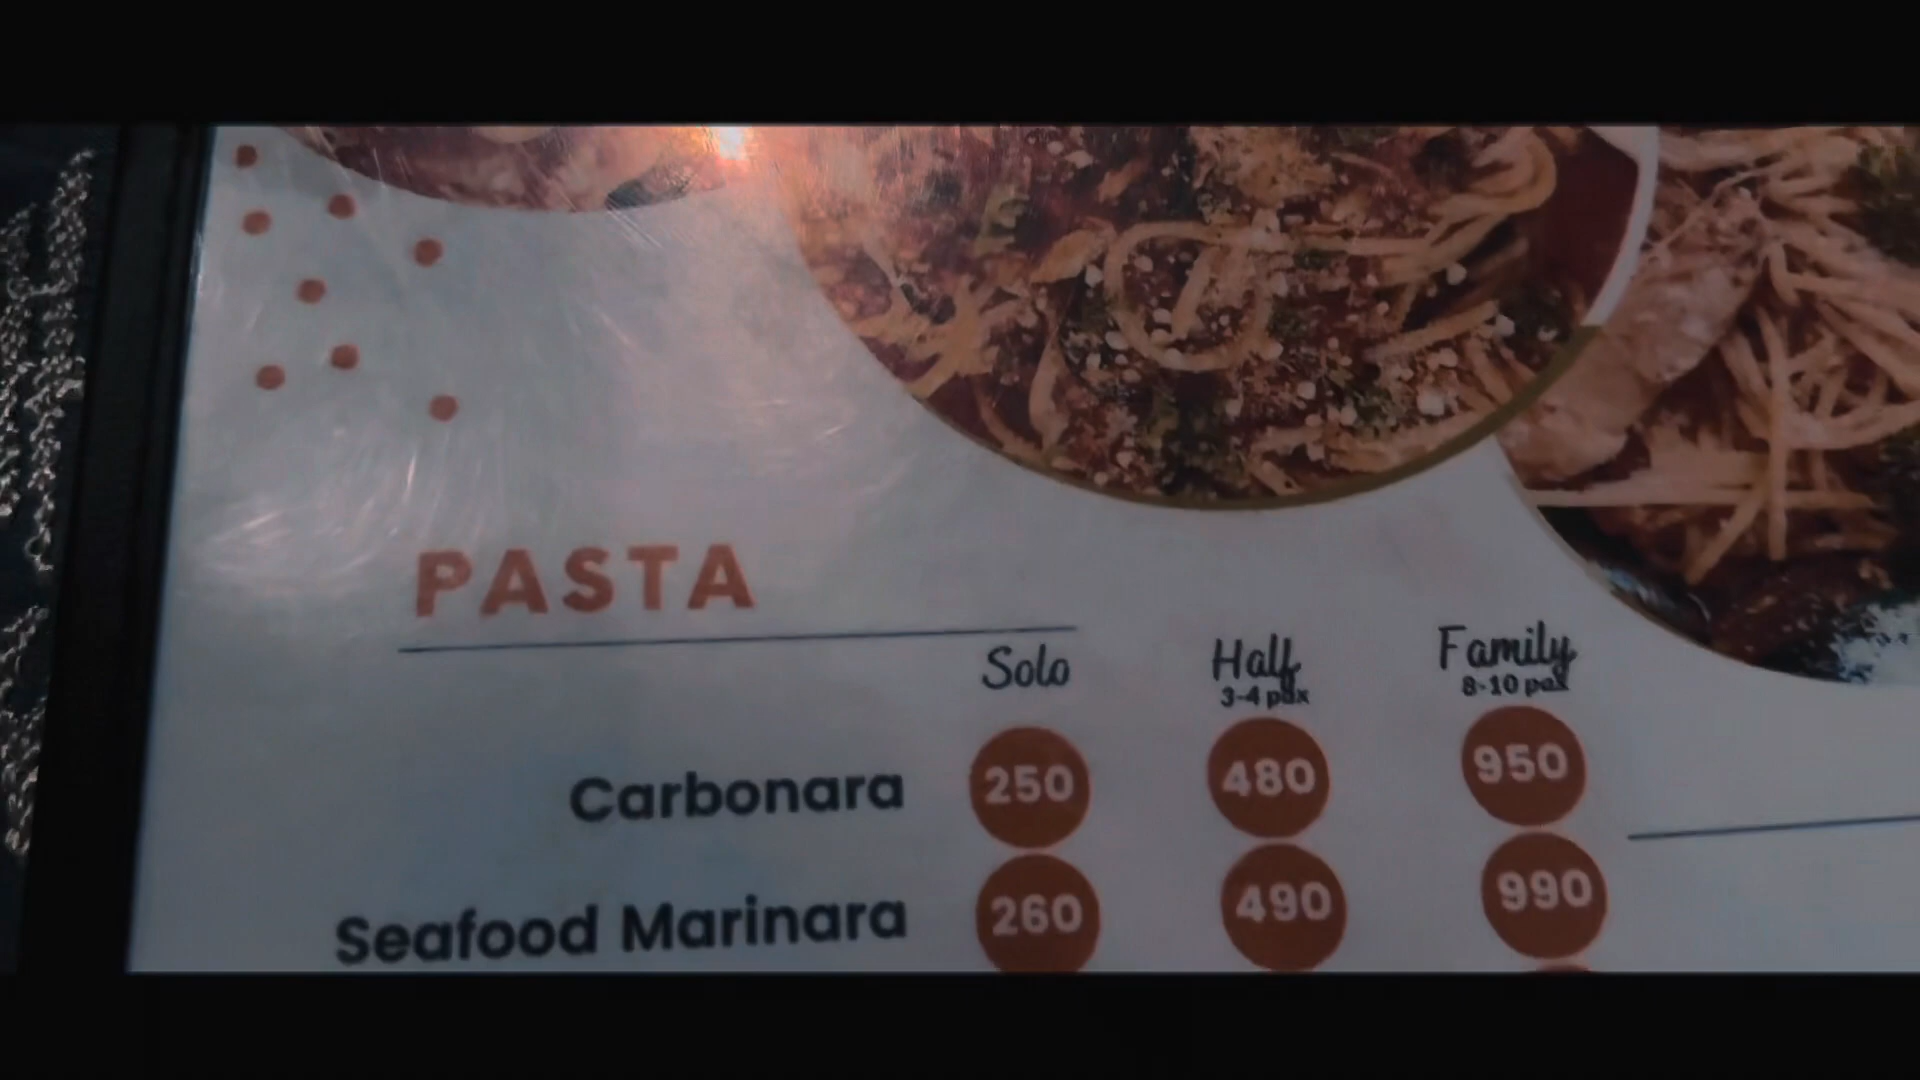 PASTA
Solo Half Family
3-4 pax 8-10 pax
Carbonara 250 480 950
Seafood Marinara 260 490 990